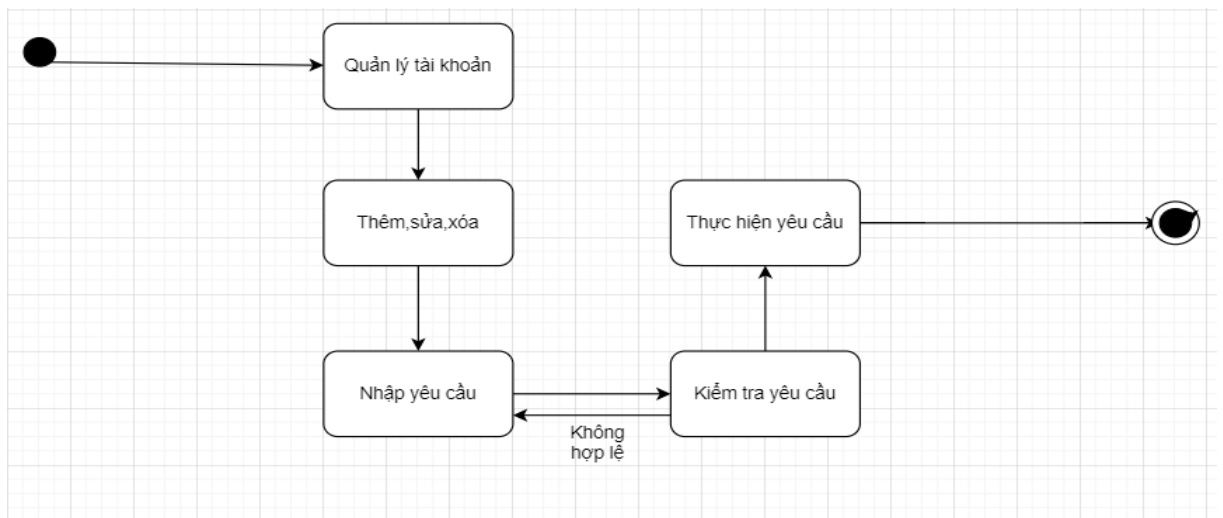 Quản lý tài khoản
Thêm,sửa,xóa
Thực hiện yêu cầu
Nhập yêu cầu
Kiểm tra yêu cầu
Không
hợp lệ